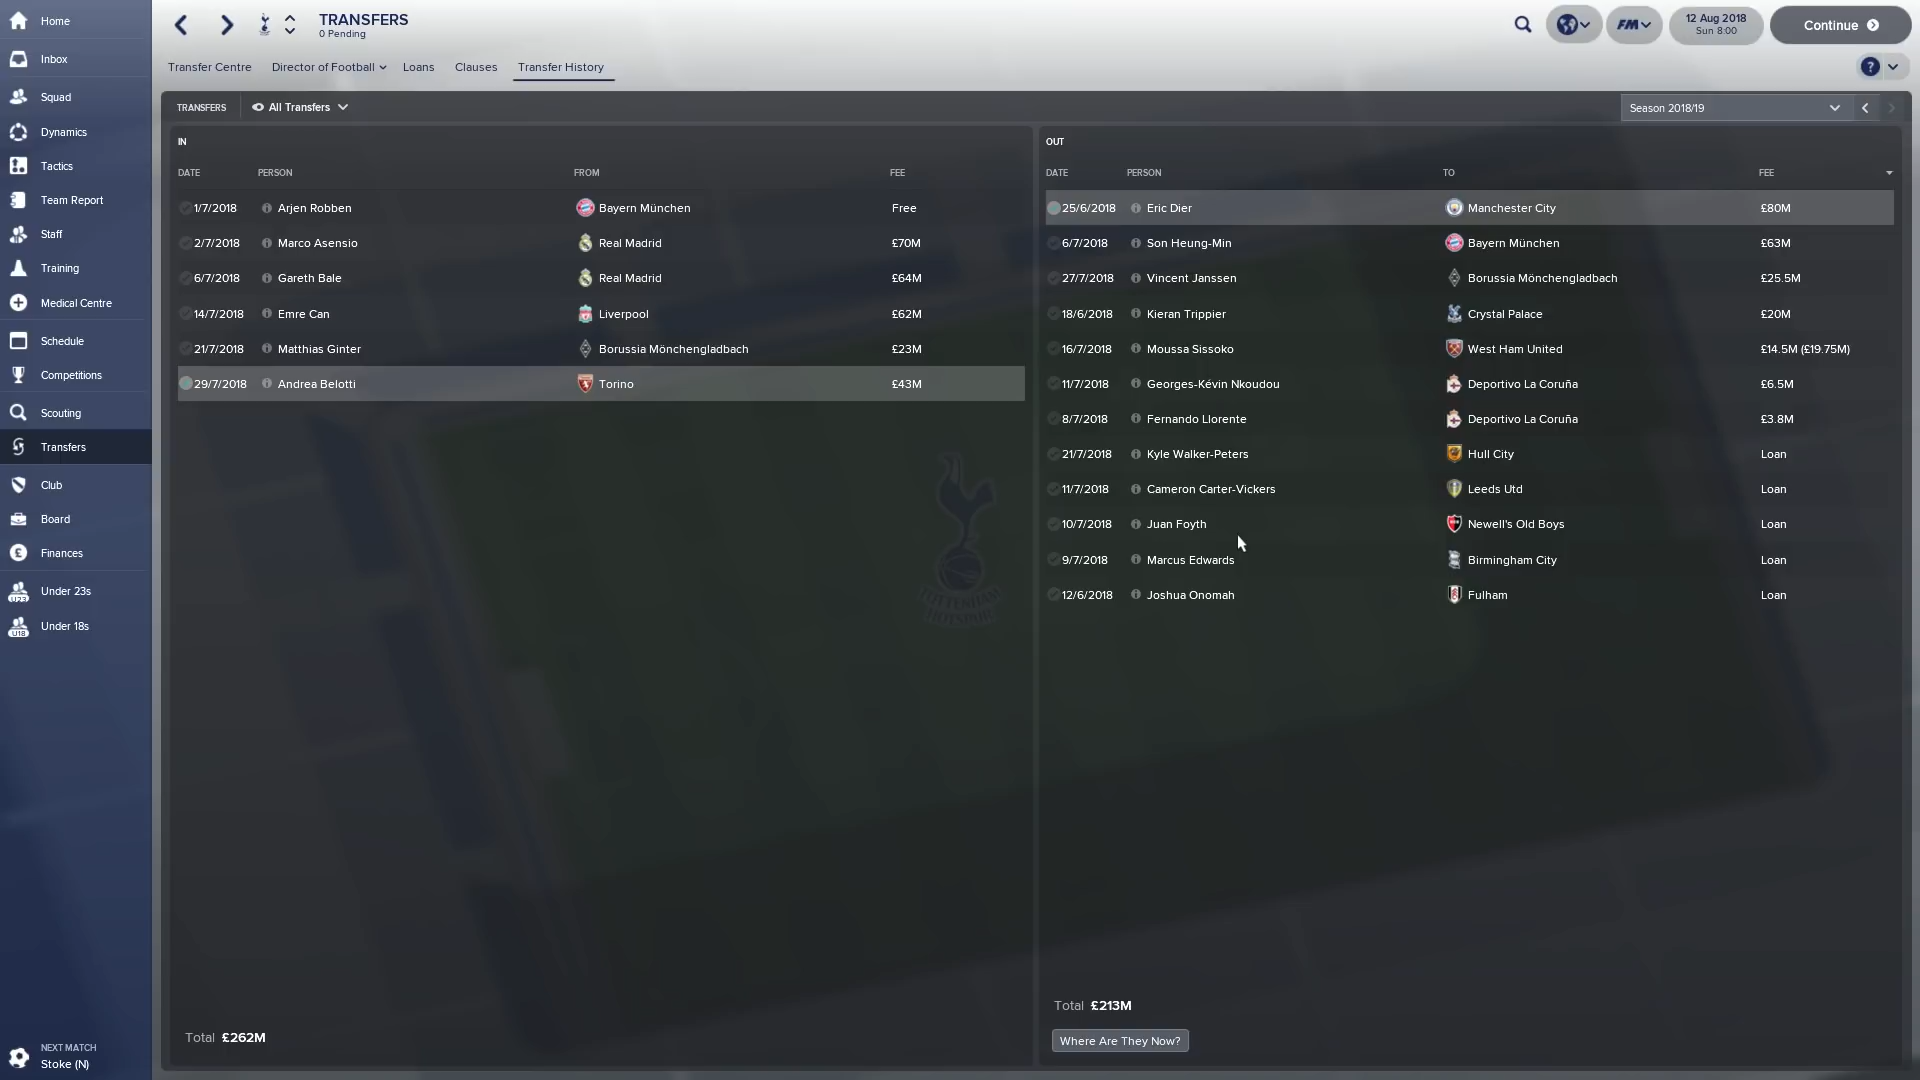 Home
Inbox
Squad
Dynamics
Tactics
Team Report
Staff
Training
Medical Centre
Schedule
Competitions
Scouting
Transfers
Club
Board
Finances
U23
Under 23s
U18
Under 18s
NEXT MATCH
Stoke (N)
TRANSFERS
0 Pending
FM
12 Aug 2018
Sun 8:00
Continue
Transfer Centre
Director of Football
Loans
Clauses
Transfer History
?
TRANSFERS
All Transfers
Season 2018/19
IN
DATE PERSON FROM FEE
1/7/2018 Arjen Robben Bayern München Free
2/7/2018 Marco Asensio Real Madrid £70M
6/7/2018 Gareth Bale Real Madrid £64M
14/7/2018 Emre Can Liverpool £62M
21/7/2018 Matthias Ginter Borussia Mönchengladbach £23M
29/7/2018 Andrea Belotti Torino £43M
TOTTENHAM
HOTSPUR
Total £262M
OUT
DATE PERSON TO FEE
25/6/2018 Eric Dier Manchester City £80M
6/7/2018 Son Heung-Min Bayern München £63M
27/7/2018 Vincent Janssen Borussia Mönchengladbach £25.5M
18/6/2018 Kieran Trippier Crystal Palace £20M
16/7/2018 Moussa Sissoko West Ham United £14.5M (£19.75M)
11/7/2018 Georges-Kévin Nkoudou Deportivo La Coruña £6.5M
8/7/2018 Fernando Llorente Deportivo La Coruña £3.8M
21/7/2018 Kyle Walker-Peters Hull City Loan
11/7/2018 Cameron Carter-Vickers Leeds Utd Loan
10/7/2018 Juan Foyth Newell's Old Boys Loan
9/7/2018 Marcus Edwards Birmingham City Loan
12/6/2018 Joshua Onomah Fulham Loan
Total £213M
Where Are They Now?